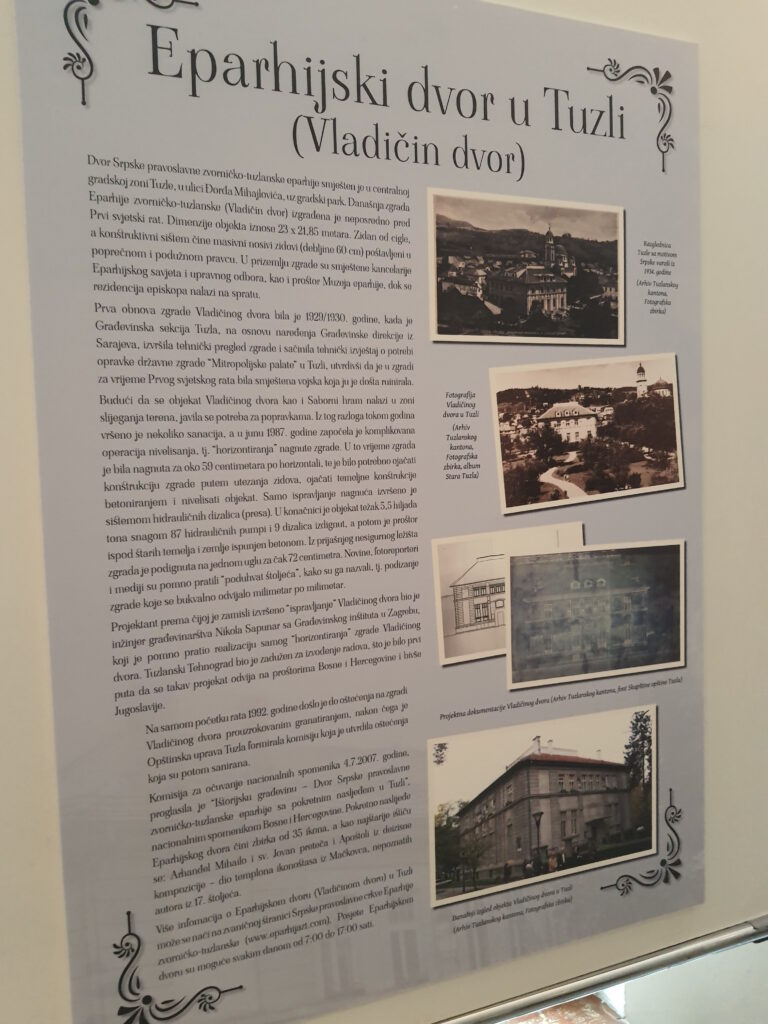 Eparhijski dvor u Tuzli
(Vladičin dvor)
Dvor Srpske pravoslavne zvorničko-tuzlanske eparhije smješten je u centralnoj
gradskoj zoni Tuzle, u ulici Đorđa Mihajlovića, uz gradski park. Današnja zgrada
Eparhije zvorničko-tuzlanske (Vladičin dvor) izgrađena je neposredno pred
Prvi svjetski rat. Dimenzije objekta iznose 23 x 21,85 metara. Zidan od cigle,
a konstruktivni sistem čine masivni nosivi zidovi (debljine 60 cm) postavljeni u
poprečnom i podužnom pravcu. U prizemlju zgrade su smještene kancelarije
Eparhijskog savjeta i upravnog odbora, kao i prostor Muzeja eparhije, dok se
rezidencija episkopa nalazi na spratu.
Prva obnova zgrade Vladičinog dvora bila je 1929/1930. godine, kada je
Građevinska sekcija Tuzla, na osnovu naređenja Građevinske direkcije iz
Sarajeva, izvršila tehnički pregled zgrade i sačinila tehnički izvještaj o potrebi
opravke državne zgrade "Mitropolijske palate" u Tuzli, utvrdivši da je u zgradi
za vrijeme Prvog svjetskog rata bila smještena vojska koja ju je dosta ruinirala.
Budući da se objekat Vladičinog dvora kao i Saborni hram nalazi u zoni
slijeganja terena, javila se potreba za popravkama. Iz tog razloga tokom godina
vršeno je nekoliko sanacija, a u junu 1987. godine započela je komplikovana
operacija nivelisanja, tj. "horizontiranja" nagnute zgrade. U to vrijeme zgrada
je bila nagnuta za oko 59 centimetara po horizontali, te je bilo potrebno ojačati
konstrukciju zgrade putem utezanja zidova, ojačati temeljne konstrukcije
betoniranjem i nivelisati objekat. Samo ispravljanje nagnuća izvršeno je
sistemom hidrauličnih dizalica (presa). U konačnici je objekat težak 5,5 hiljada
tona snagom 87 hidrauličnih pumpi i 9 dizalica izdignut, a potom je prostor
ispod starih temelja i zemlje ispunjen betonom. Iz prijašnjeg nesigurnog ležišta
zgrada je podignuta na jednom uglu za čak 72 centimetra. Novine, fotoreporteri
i mediji su pomno pratili "poduhvat stoljeća", kako su ga nazvali, tj. podizanje
zgrade koje se bukvalno odvijalo milimetar po milimetar.
Projektant prema čijoj je zamisli izvršeno "ispravljanje" Vladičinog dvora bio je
inžinjer građevinarstva Nikola Sapunar sa Građevinskog inštituta u Zagrebu,
koji je pomno pratio realizaciju samog "horizontiranja" zgrade Vladičinog
dvora. Tuzlanski Tehnograd bio je zadužen za izvođenje radova, što je bilo prvi
puta da se takav projekat odvija na prostorima Bosne i Hercegovine i bivše
Jugoslavije.
Na samom početku rata 1992. godine došlo je do oštećenja na zgradi
Vladičinog dvora prouzrokovanim granatiranjem, nakon čega je
Opštinska uprava Tuzla formirala komisiju koja je utvrdila oštećenja
koja su potom sanirana.
Komisija za očuvanje nacionalnih spomenika 4.7.2007. godine,
proglasila je "Istorijsku građevinu – Dvor Srpske pravoslavne
zvorničko-tuzlanske eparhije sa pokretnim nasljeđem u Tuzli",
nacionalnim spomenikom Bosne i Hercegovine. Pokretno nasljeđe
Eparhijskog dvora čini zbirka od 35 ikona, a kao najstarije ističu
se: Arhanđel Mihailo i sv. Jovan preteča i Apostoli iz deizisne
kompozicije – dio templona ikonostasa iz Mačkovca, nepoznatih
autora iz 17. stoljeća.
Više infomacija o Eparhijskom dvoru (Vladičinom dvoru) u Tuzli
može se naći na zvaničnoj stranici Srpske pravoslavne crkve Eparhije
zvorničko-tuzlanske (www.eparhijazt.com). Posjete Eparhijskom
dvoru su moguće svakim danom od 7:00 do 17:00 sati.
Razglednica
Tuzle sa motivom
Srpske varoši iz
1934. godine
(Arhiv Tuzlanskog
kantona,
Fotografska
zbirka)
Fotografija
Vladičinog
dvora u Tuzli
(Arhiv
Tuzlanskog
kantona,
Fotografska
zbirka, album
Stara Tuzla)
Projektna dokumentacija Vladičinog dvora (Arhiv Tuzlanskog kantona, fond Skupštine opštine Tuzla)
Današnji izgled objekta Vladičinog dvora u Tuzli
(Arhiv Tuzlanskog kantona, Fotografska zbirka)